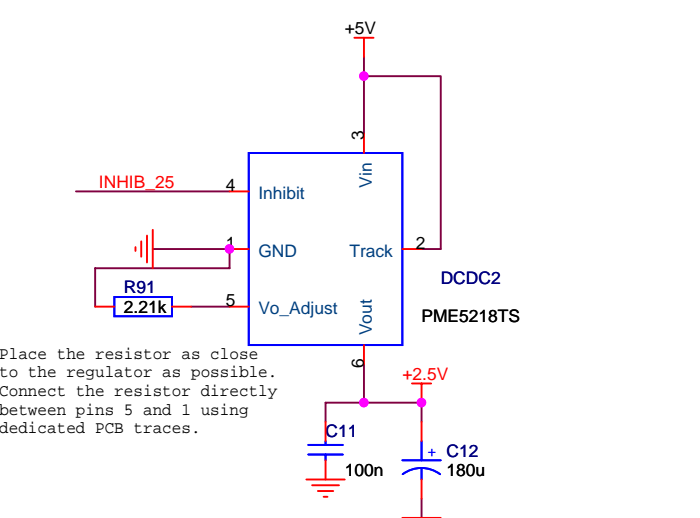 +5V
3
Vin
INHIB_25
4
Inhibit
1
GND
Track
2
DCDC2
R91
2.21k
5
Vo_Adjust
Vout
PME5218TS
6
Place the resistor as close
to the regulator as possible.
Connect the resistor directly
between pins 5 and 1 using
dedicated PCB traces.
+2.5V
C11
100n
+
C12
180u